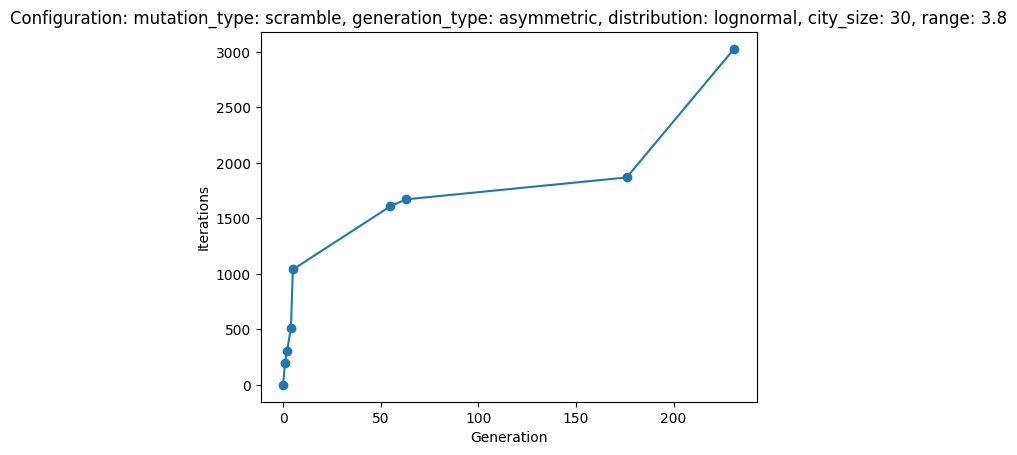 Configuration: mutation_type: scramble, generation_type: asymmetric, distribution: lognormal, city_size: 30, range: 3.8
3000
2500
2000
1500
1000
500
0
Iterations
0 50 100 150 200
Generation